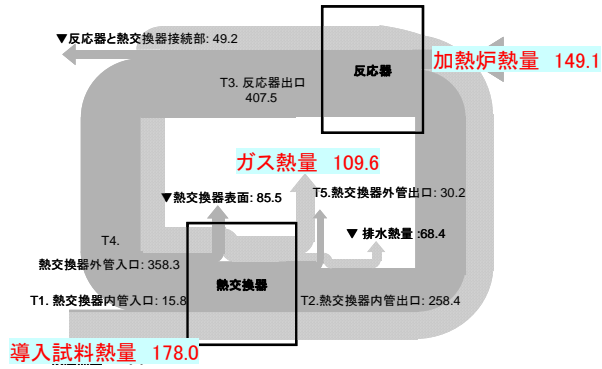 ▼反応器と熱交換器接続部: 49.2
反応器
加熱炉熱量 149.1
T3. 反応器出口
407.5
ガス熱量 109.6
▼熱交換器表面: 85.5
T5.熱交換器外管出口: 30.2
▼ 排水熱量 :68.4
T4.
熱交換器外管入口: 358.3
熱交換器
T1. 熱交換器内管入口: 15.8
T2.熱交換器内管出口: 258.4
導入試料熱量 178.0